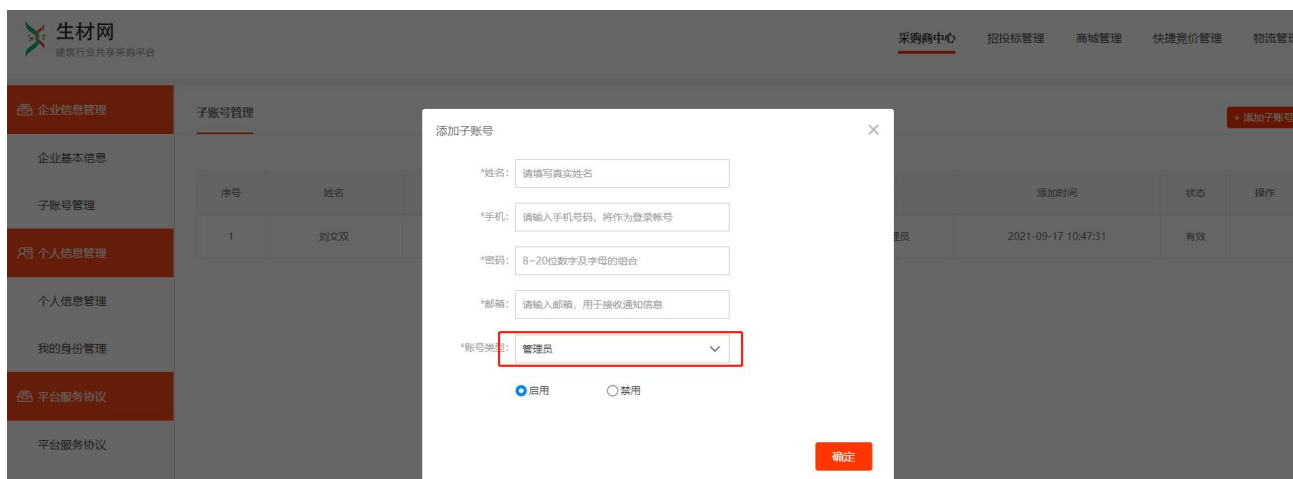 生材网
建筑行业共享采购平台
采购商中心 招投标管理 商城管理 快捷竞价管理 物流管理
企业信息管理
企业基本信息
子账号管理
个人信息管理
个人信息管理
我的身份管理
平台服务协议
平台服务协议
子账号管理
+ 添加子账号
序号 姓名 添加时间 状态 操作
1 刘文双 理员 2021-09-17 10:47:31 有效
添加子账号
*姓名: 请填写真实姓名
*手机: 请输入手机号码，将作为登录帐号
*密码: 8~20位数字及字母的组合
*邮箱: 请输入邮箱，用于接收通知信息
*账号类型: 管理员
启用 禁用
确定